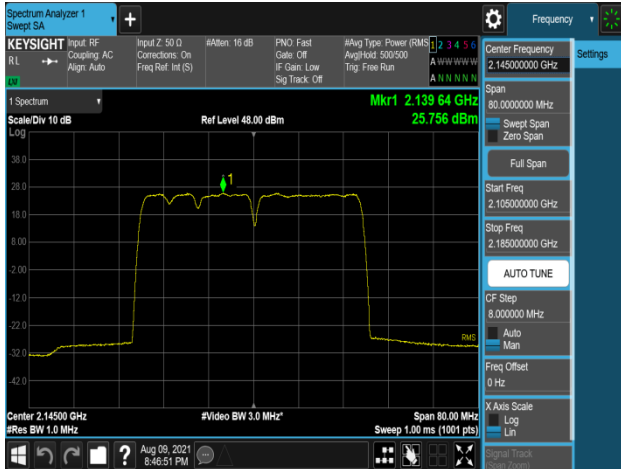 Spectrum Analyzer 1
Swept SA
Frequency
KEYSIGHT
RL
LU
Input: RF
Coupling: AC
Align: Auto
Input Z: 50 Ω
Corrections: On
Freq Ref: Int (S)
#Atten: 16 dB
PNO: Fast
Gate: Off
IF Gain: Low
Sig Track: Off
#Avg Type: Power (RMS
Avg|Hold: 500/500
Trig: Free Run
1 2 3 4 5 6
A W W W W W
A N N N N N
1 Spectrum
Scale/Div 10 dB
Log
Ref Level 48.00 dBm
Mkr1 2.139 64 GHz
25.756 dBm
1
38.0
28.0
18.0
8.00
-2.00
-12.0
-22.0
-32.0
-42.0
RMS
Center 2.14500 GHz
#Res BW 1.0 MHz
#Video BW 3.0 MHz*
Span 80.00 MHz
Sweep 1.00 ms (1001 pts)
Aug 09, 2021
8:46:51 PM
?
Center Frequency
2.145000000 GHz
Settings
Span
80.0000000 MHz
Swept Span
Zero Span
Full Span
Start Freq
2.105000000 GHz
Stop Freq
2.185000000 GHz
AUTO TUNE
CF Step
8.000000 MHz
Auto
Man
Freq Offset
0 Hz
X Axis Scale
Log
Lin
Signal Track
(Span Zoom)